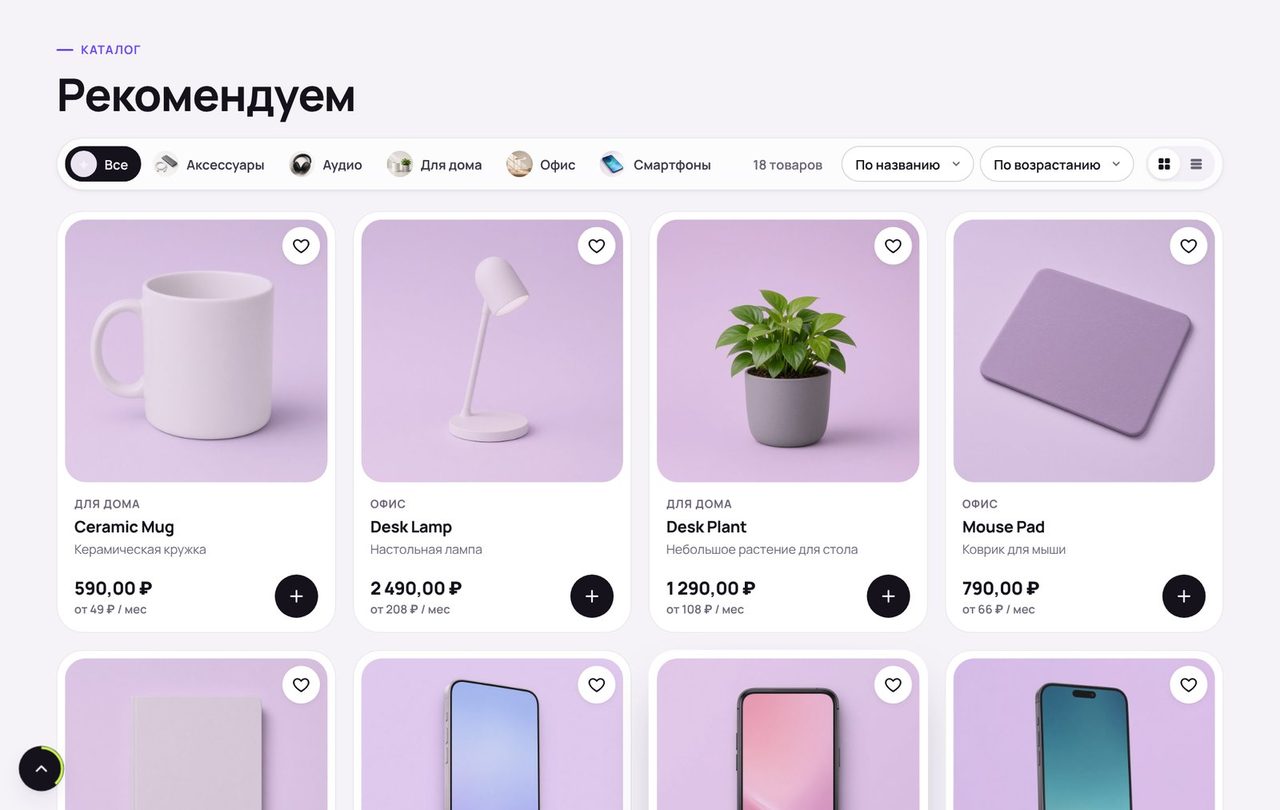 КАТАЛОГ
Рекомендуем
Все Аксессуары Аудио Для дома Офис Смартфоны 18 товаров По названию По возрастанию
ДЛЯ ДОМА
Ceramic Mug
Керамическая кружка
590,00 ₽
от 49 ₽ / мес
ОФИС
Desk Lamp
Настольная лампа
2 490,00 ₽
от 208 ₽ / мес
ДЛЯ ДОМА
Desk Plant
Небольшое растение для стола
1 290,00 ₽
от 108 ₽ / мес
ОФИС
Mouse Pad
Коврик для мыши
790,00 ₽
от 66 ₽ / мес